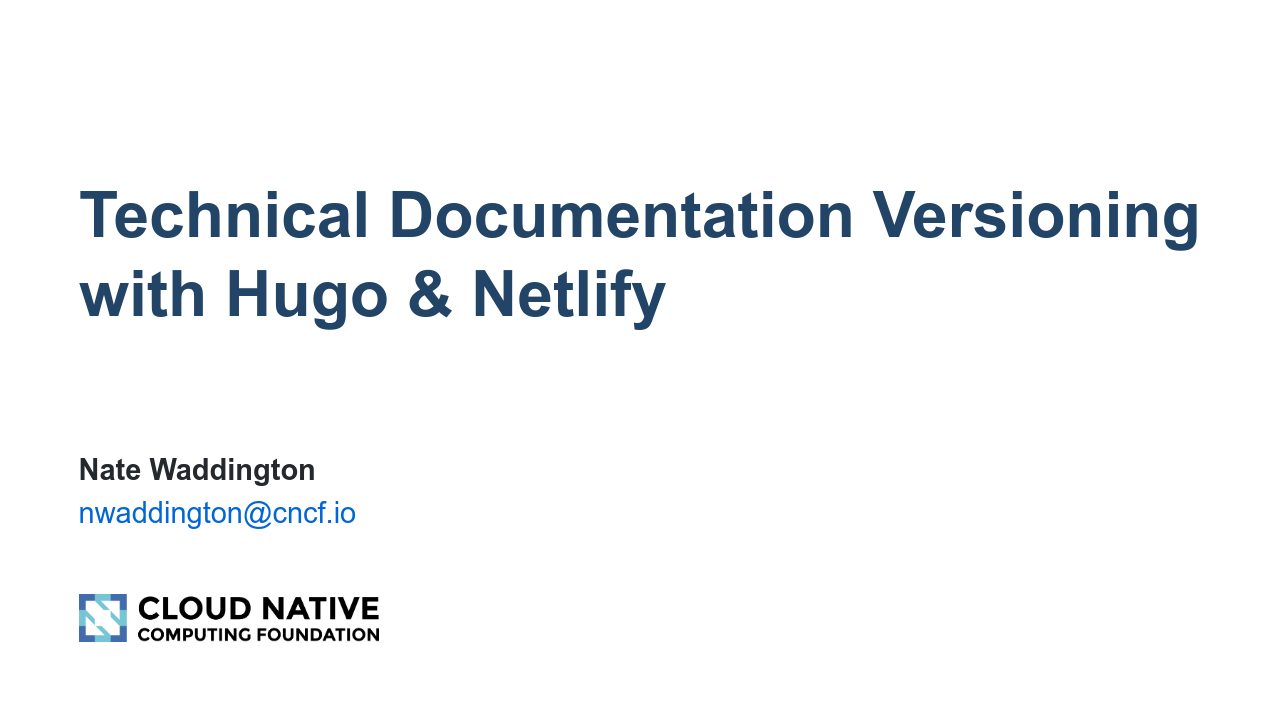 Technical Documentation Versioning
with Hugo & Netlify
Nate Waddington
nwaddington@cncf.io
CLOUD NATIVE
COMPUTING FOUNDATION